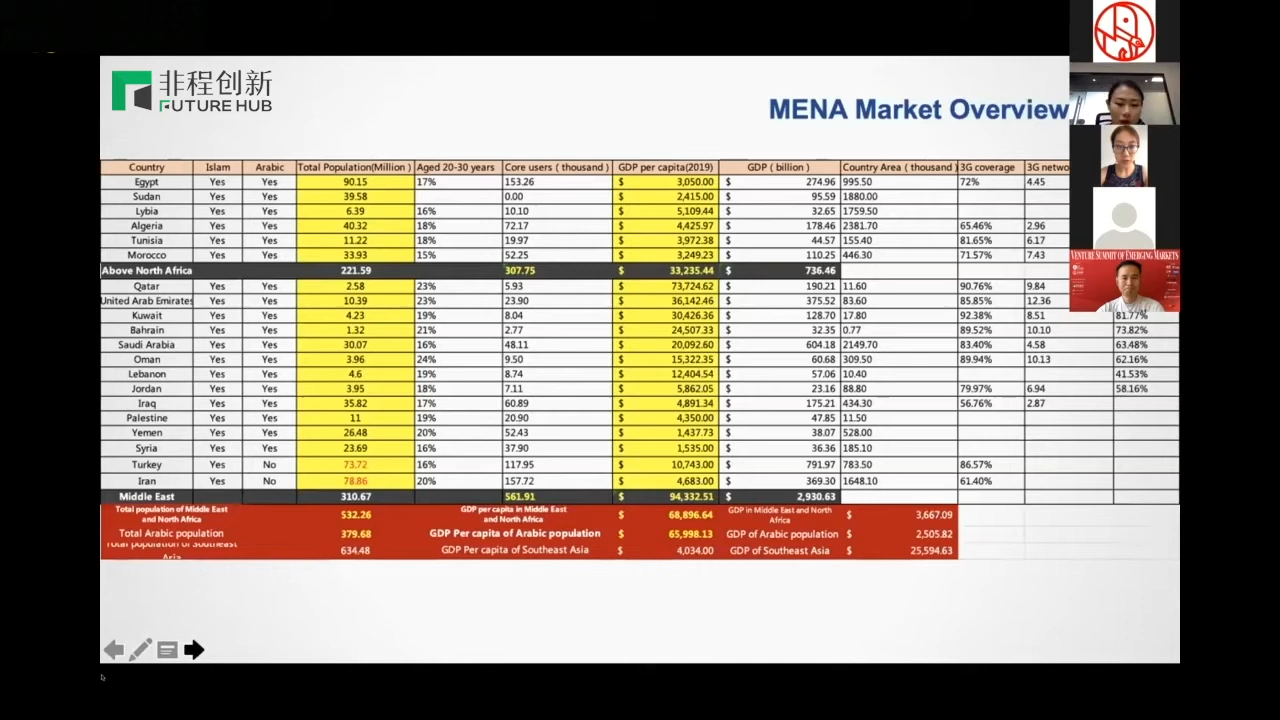 非程创新
FUTURE HUB
MENA Market Overview
VENTURE SUMMIT OF EMERGING MARKETS
Country Islam Arabic Total Population(Million ) Aged 20-30 years Core users ( thousand ) GDP per capita(2019) GDP ( billion ) Country Area ( thousand ) 3G coverage 3G netwo
Egypt Yes Yes 90.15 17% 153.26 $ 3,050.00 $ 274.96 995.50 72% 4.45
Sudan Yes Yes 39.58 0.00 $ 2,415.00 $ 95.59 1880.00
Lybia Yes Yes 6.39 16% 10.10 $ 5,109.44 $ 32.65 1759.50
Algeria Yes Yes 40.32 18% 72.17 $ 4,425.97 $ 178.46 2381.70 65.46% 2.96
Tunisia Yes Yes 11.22 18% 19.97 $ 3,972.38 $ 44.57 155.40 81.65% 6.17
Morocco Yes Yes 33.93 15% 52.25 $ 3,249.23 $ 110.25 446.30 71.57% 7.43
Above North Africa 221.59 307.75 $ 33,235.44 $ 736.46
Qatar Yes Yes 2.58 23% 5.93 $ 73,724.62 $ 190.21 11.60 90.76% 9.84
United Arab Emirates Yes Yes 10.39 23% 23.90 $ 36,142.46 $ 375.52 83.60 85.85% 12.36
Kuwait Yes Yes 4.23 19% 8.04 $ 30,426.36 $ 128.70 17.80 92.38% 8.51 81.77%
Bahrain Yes Yes 1.32 21% 2.77 $ 24,507.33 $ 32.35 0.77 89.52% 10.10 73.82%
Saudi Arabia Yes Yes 30.07 16% 48.11 $ 20,092.60 $ 604.18 2149.70 83.40% 4.58 63.48%
Oman Yes Yes 3.96 24% 9.50 $ 15,322.35 $ 60.68 309.50 89.94% 10.13 62.16%
Lebanon Yes Yes 4.6 19% 8.74 $ 12,404.54 $ 57.06 10.40 41.53%
Jordan Yes Yes 3.95 18% 7.11 $ 5,862.05 $ 23.16 88.80 79.97% 6.94 58.16%
Iraq Yes Yes 35.82 17% 60.89 $ 4,891.34 $ 175.21 434.30 56.76% 2.87
Palestine Yes Yes 11 19% 20.90 $ 4,350.00 $ 47.85 11.50
Yemen Yes Yes 26.48 20% 52.43 $ 1,437.73 $ 38.07 528.00
Syria Yes Yes 23.69 16% 37.90 $ 1,535.00 $ 36.36 185.10
Turkey Yes No 73.72 16% 117.95 $ 10,743.00 $ 791.97 783.50 86.57%
Iran Yes No 78.86 20% 157.72 $ 4,683.00 $ 369.30 1648.10 61.40%
Middle East 310.67 561.91 $ 94,332.51 $ 2,930.63
Total population of Middle East and North Africa 532.26 GDP per capita in Middle East and North Africa $ 68,896.64 GDP in Middle East and North Africa $ 3,667.09
Total Arabic population 379.68 GDP Per capita of Arabic population $ 65,998.13 GDP of Arabic population $ 2,505.82
Total population of Southeast Asia 634.48 GDP Per capita of Southeast Asia $ 4,034.00 GDP of Southeast Asia $ 25,594.63